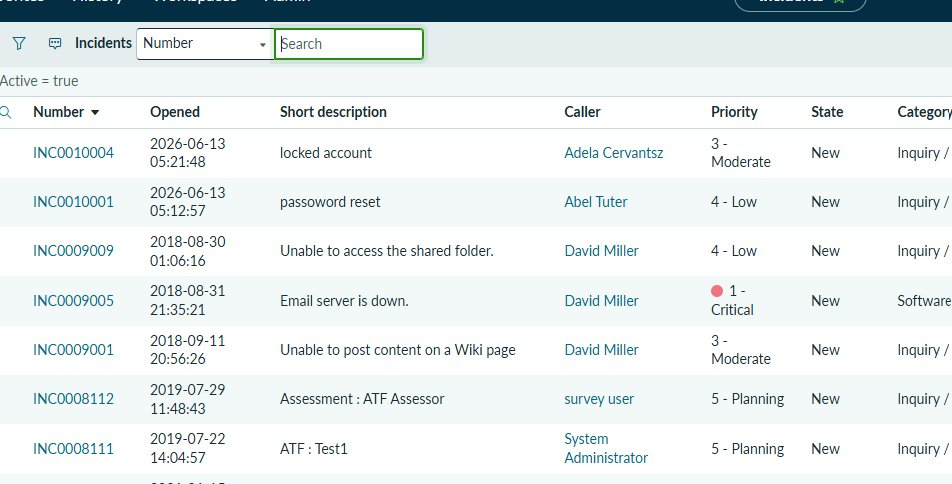 History Workspaces Admin
Incidents
Incidents Number Search
Active = true
Number Opened Short description Caller Priority State Category
INC0010004 2026-06-13 05:21:48 locked account Adela Cervantsz 3 - Moderate New Inquiry /
INC0010001 2026-06-13 05:12:57 passoword reset Abel Tuter 4 - Low New Inquiry /
INC0009009 2018-08-30 01:06:16 Unable to access the shared folder. David Miller 4 - Low New Inquiry /
INC0009005 2018-08-31 21:35:21 Email server is down. David Miller 1 - Critical New Software
INC0009001 2018-09-11 20:56:26 Unable to post content on a Wiki page David Miller 3 - Moderate New Inquiry /
INC0008112 2019-07-29 11:48:43 Assessment : ATF Assessor survey user 5 - Planning New Inquiry /
INC0008111 2019-07-22 14:04:57 ATF : Test1 System Administrator 5 - Planning New Inquiry /